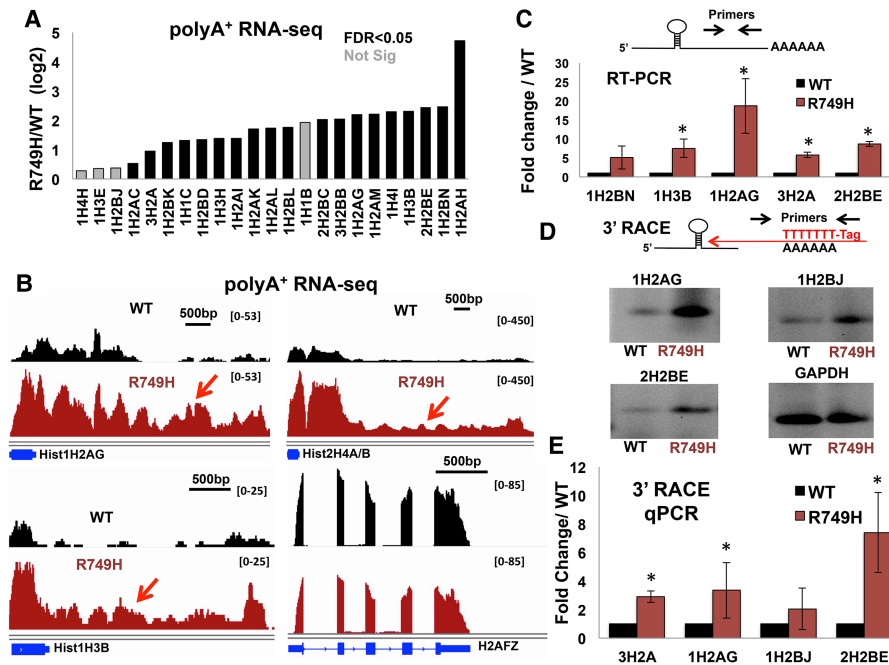 A
polyA+ RNA-seq
R749H/WT (log2)
5
4
3
2
1
0
FDR<0.05
Not Sig
1H4H
1H3E
1H2BJ
1H2AC
3H2A
1H2BK
1H1C
1H2BD
1H3H
1H2AI
1H2AK
1H2AL
1H2BL
1H1B
2H2BC
3H2BB
1H2AG
1H2AM
1H4I
1H3B
2H2BE
1H2BN
1H2AH
B
polyA+ RNA-seq
WT
500bp
[0-53]
R749H
[0-53]
Hist1H2AG
WT
500bp
[0-450]
R749H
[0-450]
Hist2H4A/B
500bp
[0-25]
WT
R749H
[0-25]
Hist1H3B
500bp
[0-85]
[0-85]
H2AFZ
C
Primers
5'
AAAAAA
RT-PCR
WT
R749H
Fold change / WT
30
25
20
15
10
5
0
*
*
*
*
1H2BN
1H3B
1H2AG
3H2A
2H2BE
D
3' RACE
Primers
TTTTTTT-Tag
5'
AAAAAA
1H2AG
WT R749H
1H2BJ
WT R749H
2H2BE
WT R749H
GAPDH
WT R749H
E
3' RACE
qPCR
WT
R749H
Fold Change/ WT
12
10
8
6
4
2
0
*
*
*
3H2A
1H2AG
1H2BJ
2H2BE